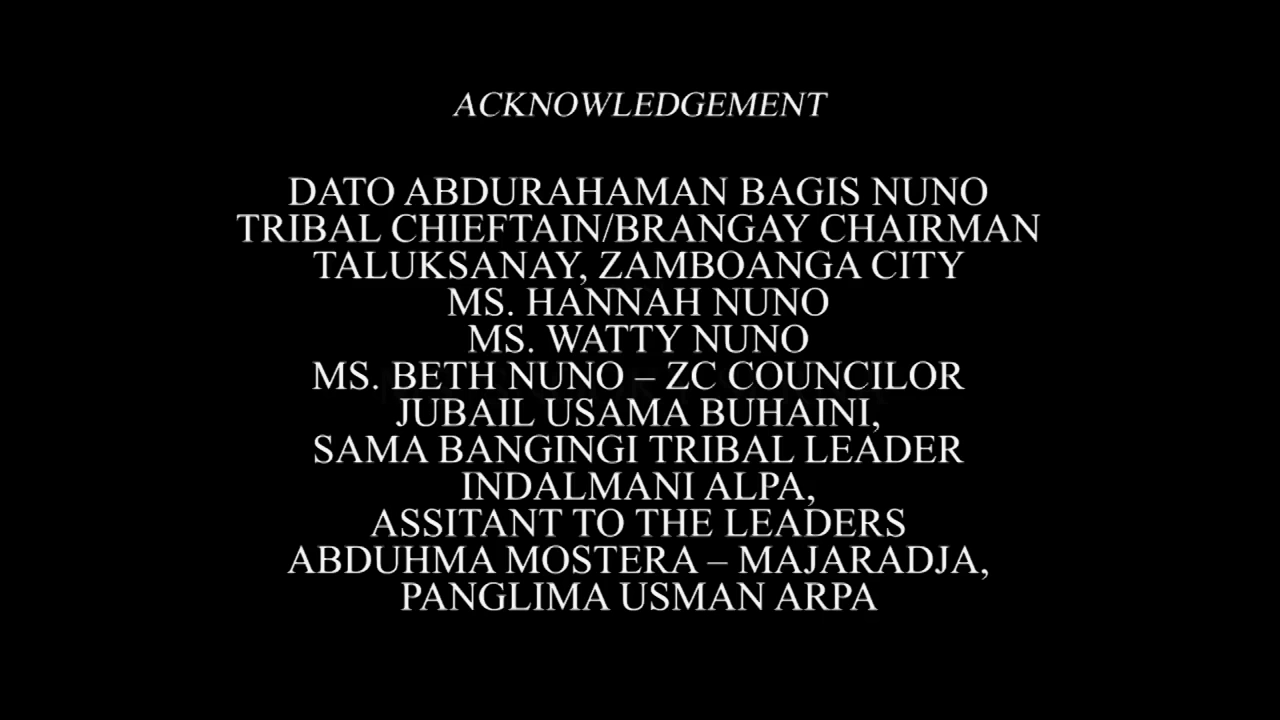 ACKNOWLEDGEMENT
DATO ABDURAHAMAN BAGIS NUNO
TRIBAL CHIEFTAIN/BRANGAY CHAIRMAN
TALUKSANAY, ZAMBOANGA CITY
MS. HANNAH NUNO
MS. WATTY NUNO
MS. BETH NUNO – ZC COUNCILOR
JUBAIL USAMA BUHAINI,
SAMA BANGINGI TRIBAL LEADER
INDALMANI ALPA,
ASSITANT TO THE LEADERS
ABDUHMA MOSTERA – MAJARADJA,
PANGLIMA USMAN ARPA